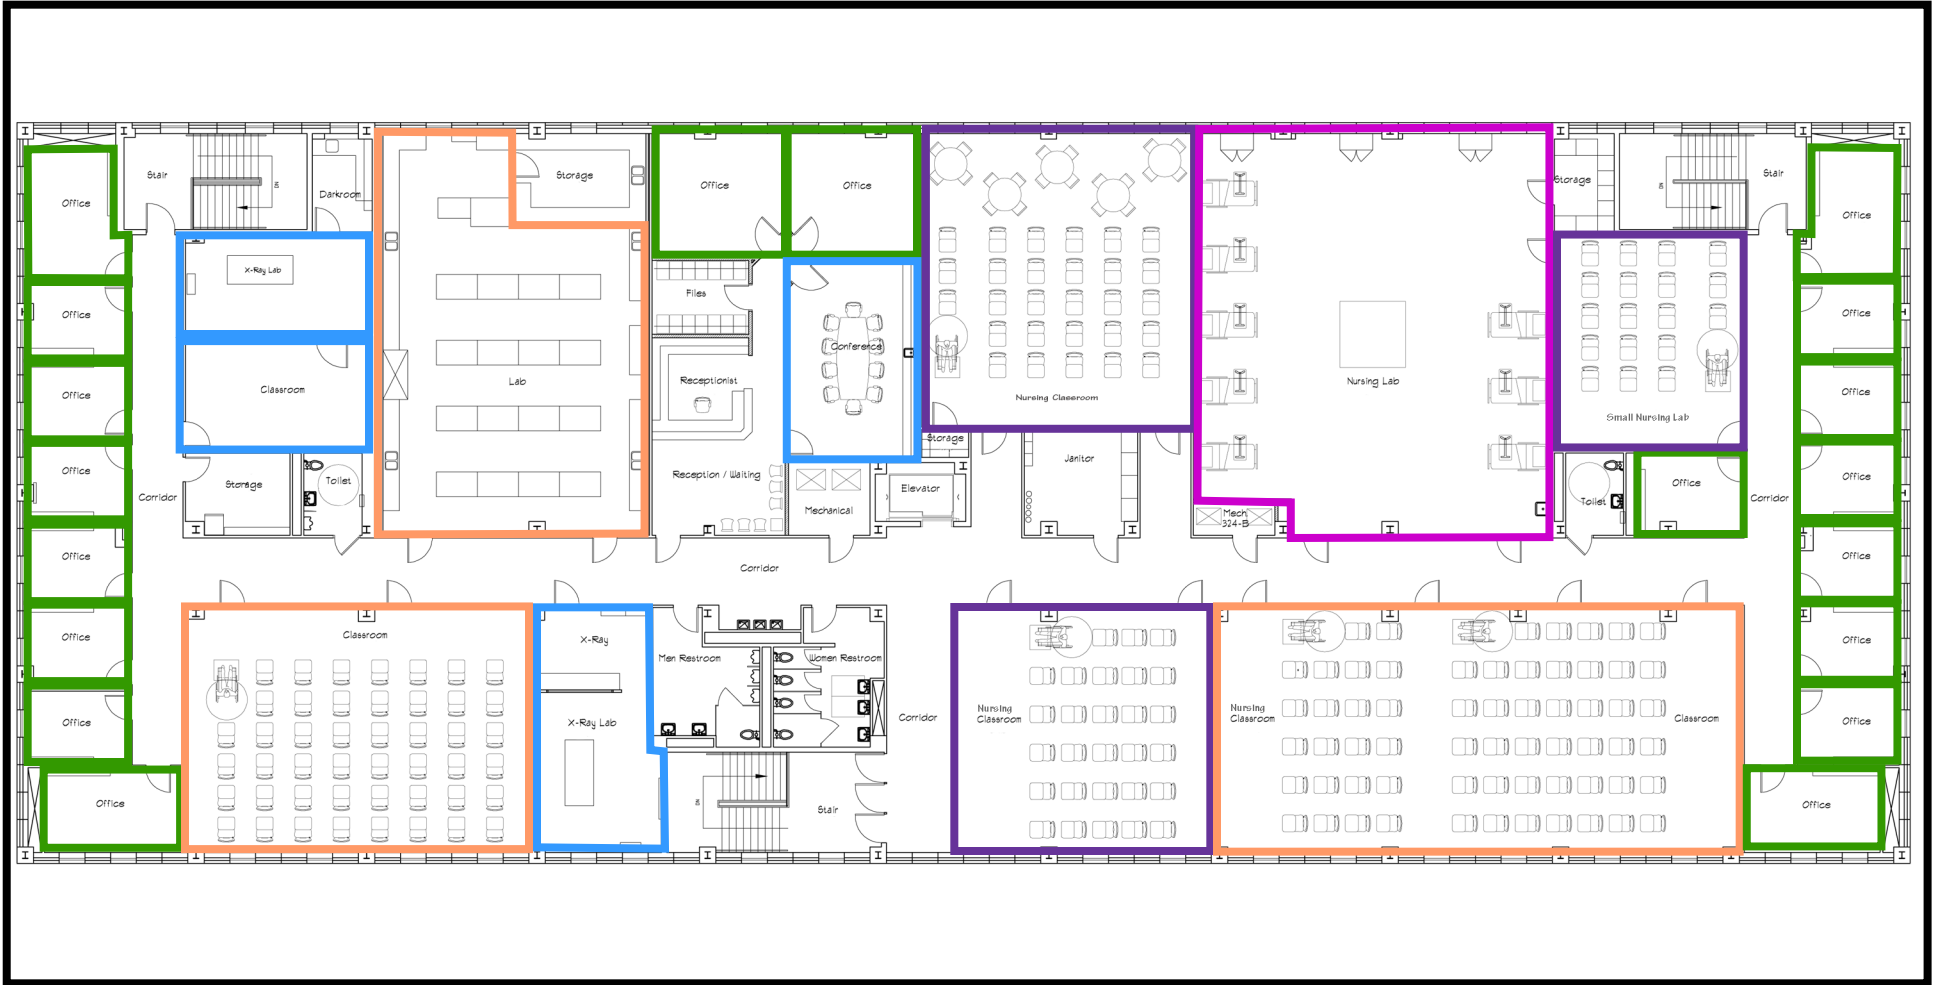 Stair
DN
Darkroom
Storage
Office
Office
Storage
Stair
DN
Office
Office
X-Ray Lab
Files
Office
Office
Conference
Receptionist
Classroom
Lab
Nursing Classroom
Nursing Lab
Small Nursing Lab
Office
Office
Storage
Janitor
Office
Storage
Toilet
Reception / Waiting
Elevator
Office
Office
Corridor
Mechanical
Mech.
324-B
Toilet
Corridor
Office
Corridor
Office
Office
Classroom
X-Ray
Men Restroom
Women Restroom
Office
Office
X-Ray Lab
Corridor
Nursing
Classroom
Nursing
Classroom
Classroom
Office
Office
DN
Stair
Office